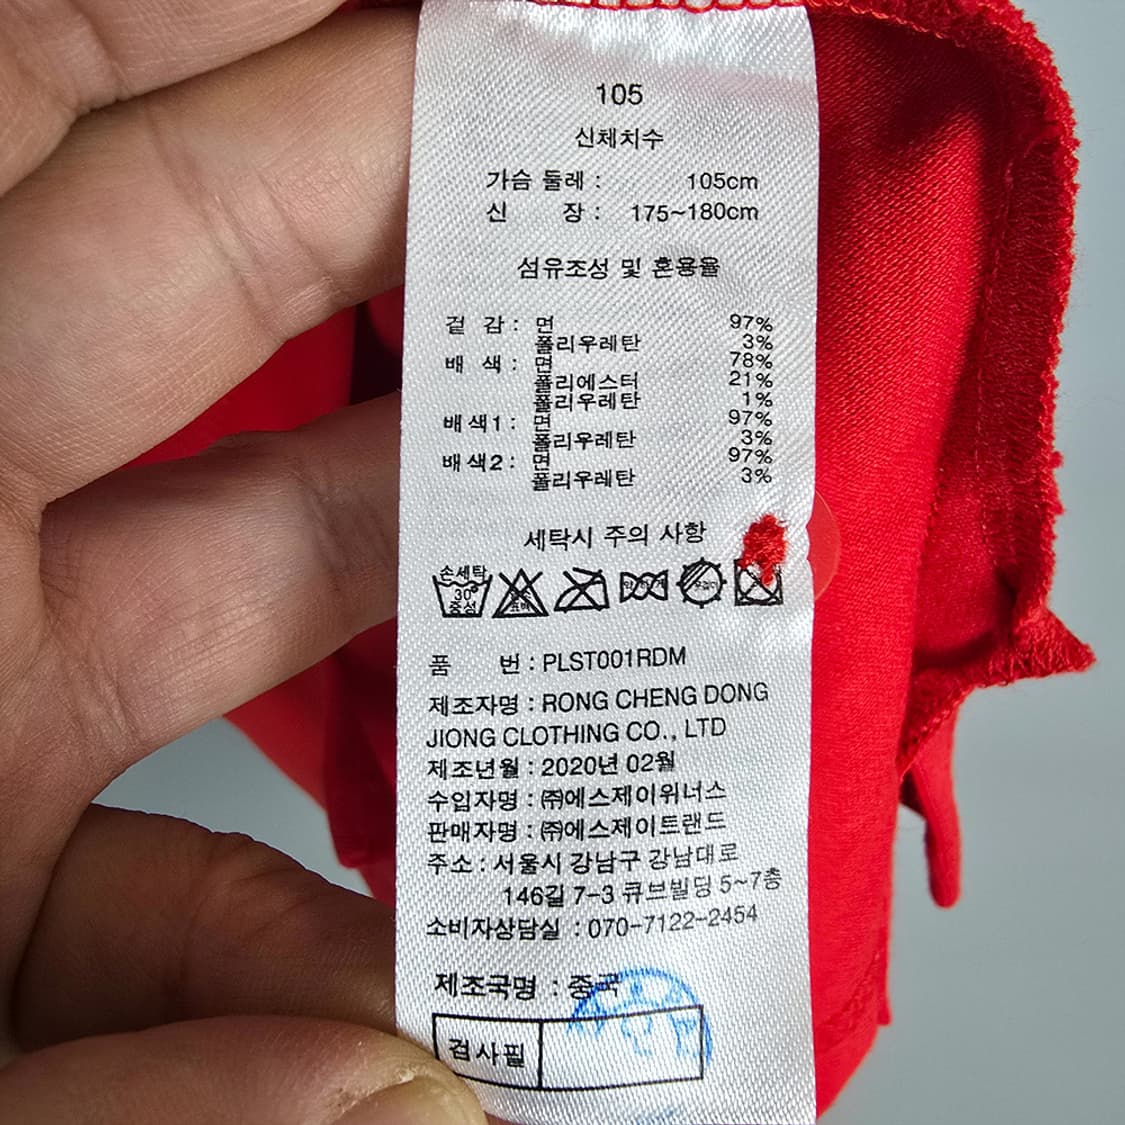 105
신체치수
가슴 둘레 : 105cm
신 장 : 175~180cm
섬유조성 및 혼용율
겉 감 : 면 97%
폴리우레탄 3%
배 색 : 면 78%
폴리에스터 21%
폴리우레탄 1%
배색1 : 면 97%
폴리우레탄 3%
배색2 : 면 97%
폴리우레탄 3%
세탁시 주의 사항
손세탁
30°
중성
표백
품 번 : PLST001RDM
제조자명 : RONG CHENG DONG
JIONG CLOTHING CO., LTD
제조년월 : 2020년 02월
수입자명 : ㈜에스제이위너스
판매자명 : ㈜에스제이트랜드
주소 : 서울시 강남구 강남대로
146길 7-3 큐브빌딩 5~7층
소비자상담실 : 070-7122-2454
제조국명 : 중국
검사필